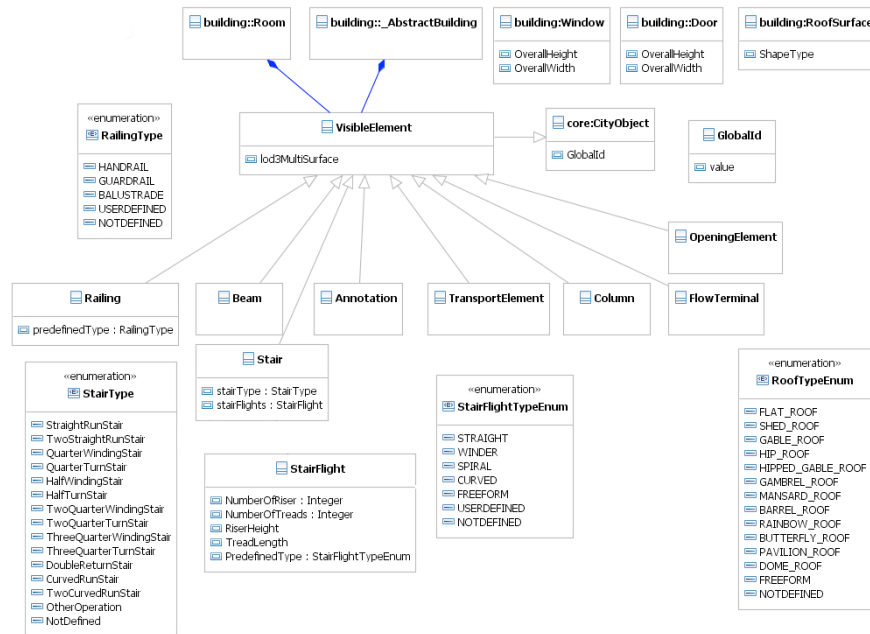 building::Room
building::_AbstractBuilding
building:Window
OverallHeight
OverallWidth
building::Door
OverallHeight
OverallWidth
building:RoofSurface
ShapeType
«enumeration»
RailingType
HANDRAIL
GUARDRAIL
BALUSTRADE
USERDEFINED
NOTDEFINED
VisibleElement
lod3MultiSurface
core:CityObject
GlobalId
GlobalId
value
OpeningElement
Railing
predefinedType : RailingType
Beam
Annotation
TransportElement
Column
FlowTerminal
Stair
stairType : StairType
stairFlights : StairFlight
«enumeration»
StairType
StraightRunStair
TwoStraightRunStair
QuarterWindingStair
QuarterTurnStair
HalfWindingStair
HalfTurnStair
TwoQuarterWindingStair
TwoQuarterTurnStair
ThreeQuarterWindingStair
ThreeQuarterTurnStair
DoubleReturnStair
CurvedRunStair
TwoCurvedRunStair
OtherOperation
NotDefined
StairFlight
NumberOfRiser : Integer
NumberOfTreads : Integer
RiserHeight
TreadLength
PredefinedType : StairFlightTypeEnum
«enumeration»
StairFlightTypeEnum
STRAIGHT
WINDER
SPIRAL
CURVED
FREEFORM
USERDEFINED
NOTDEFINED
«enumeration»
RoofTypeEnum
FLAT_ROOF
SHED_ROOF
GABLE_ROOF
HIP_ROOF
HIPPED_GABLE_ROOF
GAMBREL_ROOF
MANSARD_ROOF
BARREL_ROOF
RAINBOW_ROOF
BUTTERFLY_ROOF
PAVILION_ROOF
DOME_ROOF
FREEFORM
NOTDEFINED